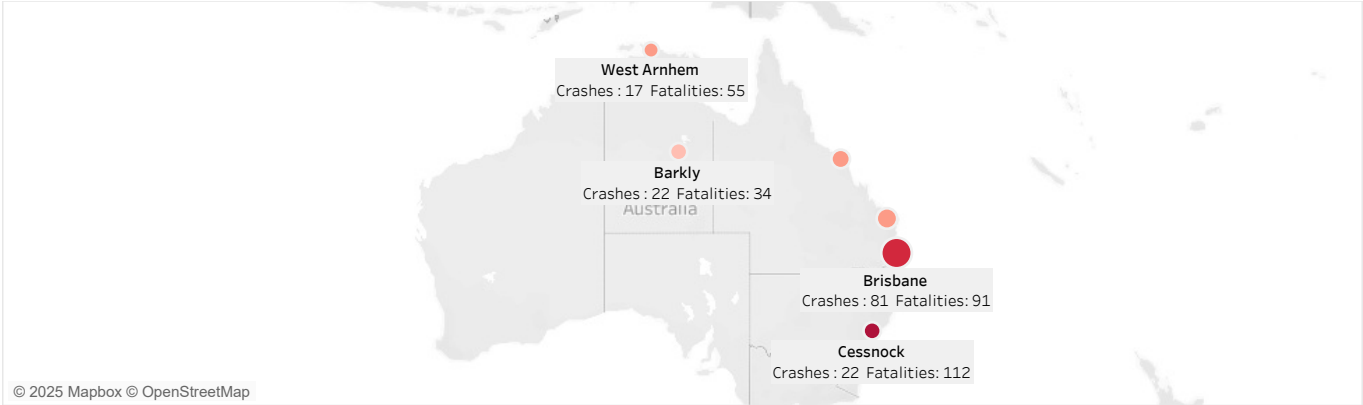 West Arnhem
Crashes : 17 Fatalities: 55
Barkly
Crashes : 22 Fatalities: 34
Australia
Brisbane
Crashes : 81 Fatalities: 91
Cessnock
Crashes : 22 Fatalities: 112
© 2025 Mapbox © OpenStreetMap